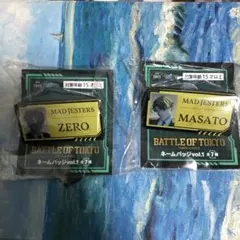 対象年齢15才以上
MAD JESTERS
ZERO
BATTLE OF TOKYO
ネームバッジvol.1 全7種
対象年齢15才以上
MAD JESTERS
MASATO
BATTLE OF TOKYO
ネームバッジvol.1 全7種